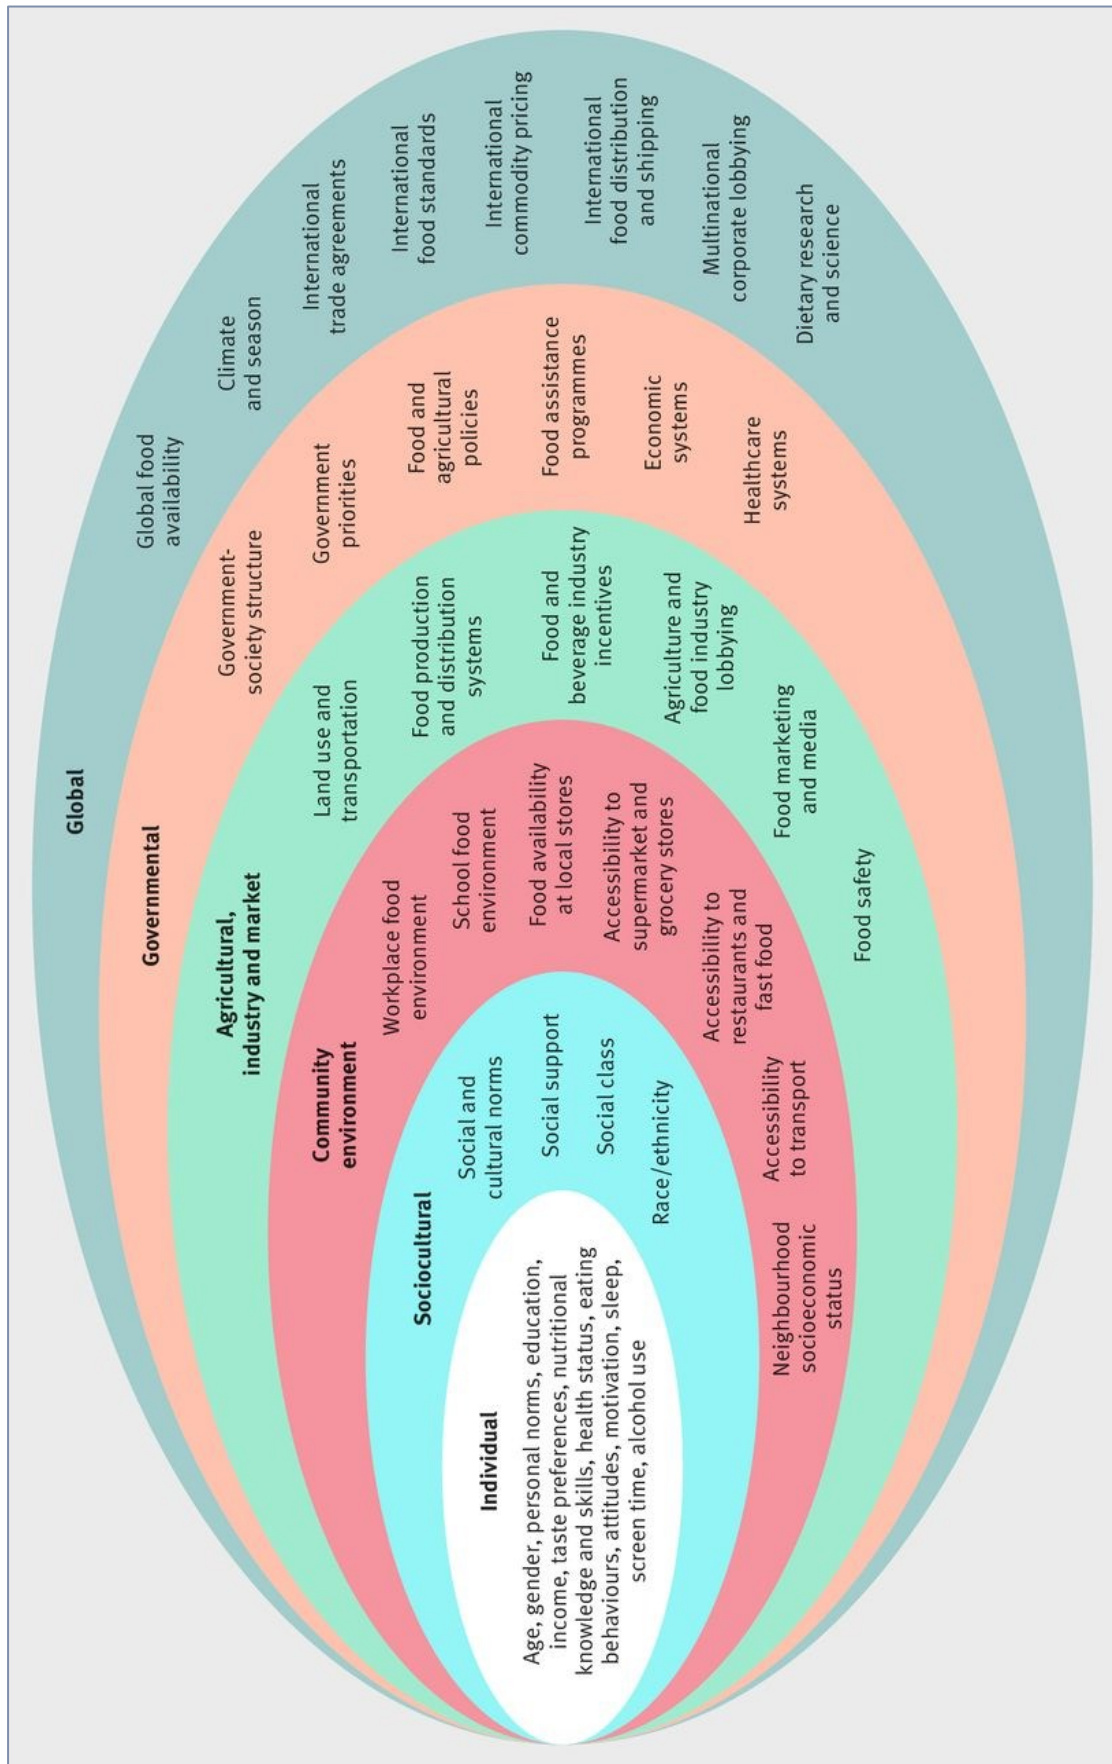 Individual
Age, gender, personal norms, education,
income, taste preferences, nutritional
knowledge and skills, health status, eating
behaviours, attitudes, motivation, sleep,
screen time, alcohol use
Sociocultural
Social and
cultural norms
Social support
Social class
Race/ethnicity
Community
environment
Workplace food
environment
School food
environment
Food availability
at local stores
Accessibility to
supermarket and
grocery stores
Accessibility to
restaurants and
fast food
Accessibility
to transport
Neighbourhood
socioeconomic
status
Agricultural,
industry and market
Land use and
transportation
Food production
and distribution
systems
Food and
beverage industry
incentives
Agriculture and
food industry
lobbying
Food marketing
and media
Food safety
Governmental
Government-
society structure
Government
priorities
Food and
agricultural
policies
Food assistance
programmes
Economic
systems
Healthcare
systems
Global
Global food
availability
Climate
and season
International
trade agreements
International
food standards
International
commodity pricing
International
food distribution
and shipping
Multinational
corporate lobbying
Dietary research
and science